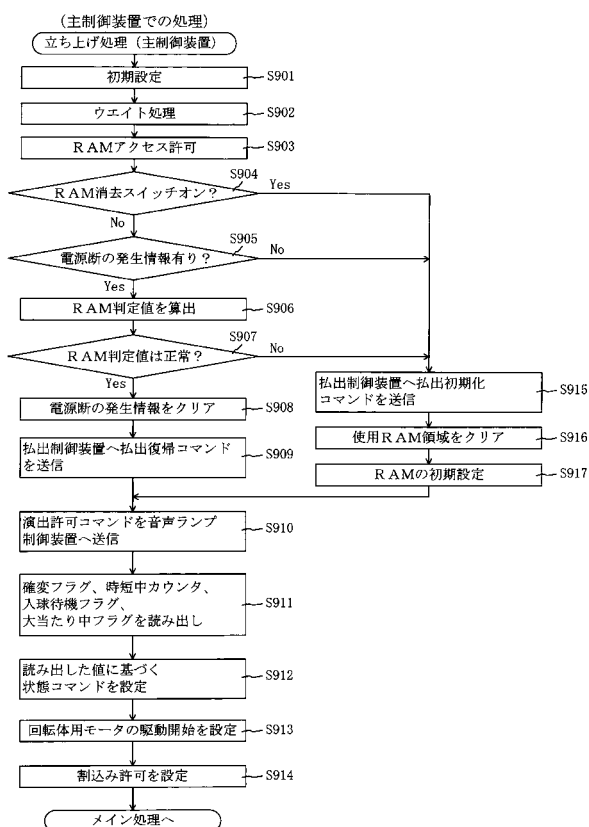 (主制御装置での処理)
立ち上げ処理(主制御装置)
初期設定
S901
ウエイト処理
S902
RAMアクセス許可
S903
S904
RAM消去スイッチオン?
Yes
No
S905
電源断の発生情報有り?
No
Yes
RAM判定値を算出
S906
S907
RAM判定値は正常?
No
Yes
電源断の発生情報をクリア
S908
払出制御装置へ払出復帰コマンド
を送信
S909
払出制御装置へ払出初期化
コマンドを送信
S915
使用RAM領域をクリア
S916
RAMの初期設定
S917
演出許可コマンドを音声ランプ
制御装置へ送信
S910
確変フラグ、時短中カウンタ、
入球待機フラグ、
大当たり中フラグを読み出し
S911
読み出した値に基づく
状態コマンドを設定
S912
回転体用モータの駆動開始を設定
S913
割込み許可を設定
S914
メイン処理へ